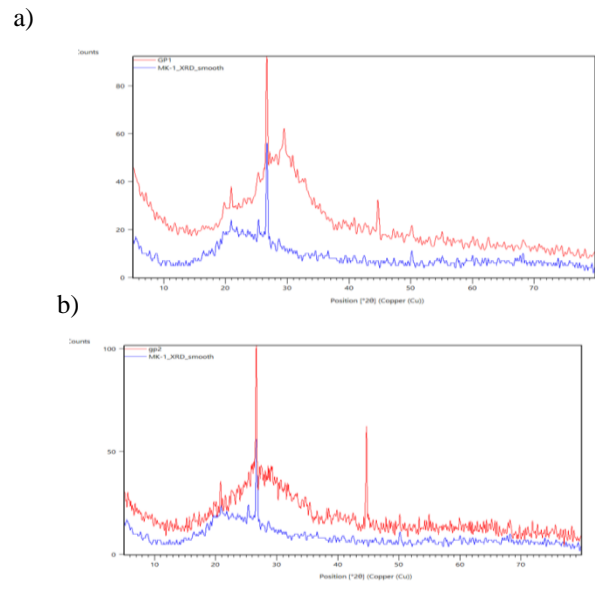 a)
Counts
GP1
MK-1_XRD_smooth
80
60
40
20
0
10 20 30 40 50 60 70
Position [°2θ] (Copper (Cu))
b)
Counts
gp2
MK-1_XRD_smooth
100
50
0
10 20 30 40 50 60 70
Position [°2θ] (Copper (Cu))